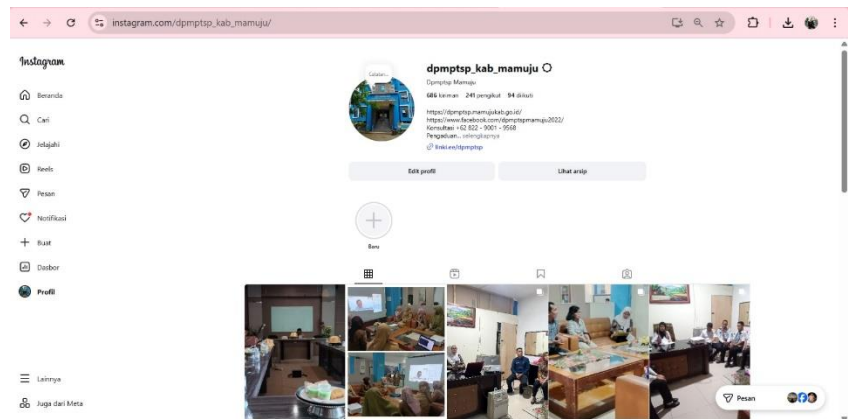 instagram.com/dpmptsp_kab_mamuju/
Instagram
Beranda
Cari
Jelajahi
Reels
Pesan
Notifikasi
Buat
Dasbor
Profil
Lainnya
Juga dari Meta
Catatan...
dpmptsp_kab_mamuju
Dpmptsp Mamuju
686 kiriman 241 pengikut 94 diikuti
https://dpmptsp.mamujukab.go.id/
https://www.facebook.com/dpmptspmamuju2022/
Konsultasi +62 822 - 9001 - 9568
Pengaduan... selengkapnya
linktr.ee/dpmptsp
Edit profil
Lihat arsip
Baru
Pesan